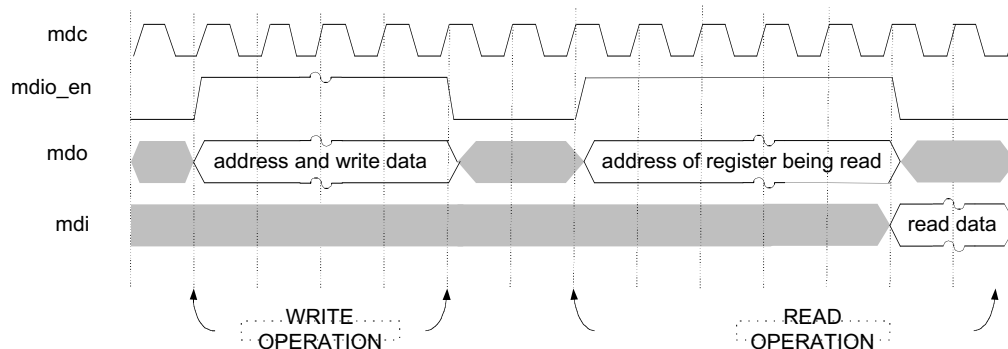 mdc
mdio_en
mdo
address and write data
address of register being read
mdi
read data
WRITE
OPERATION
READ
OPERATION